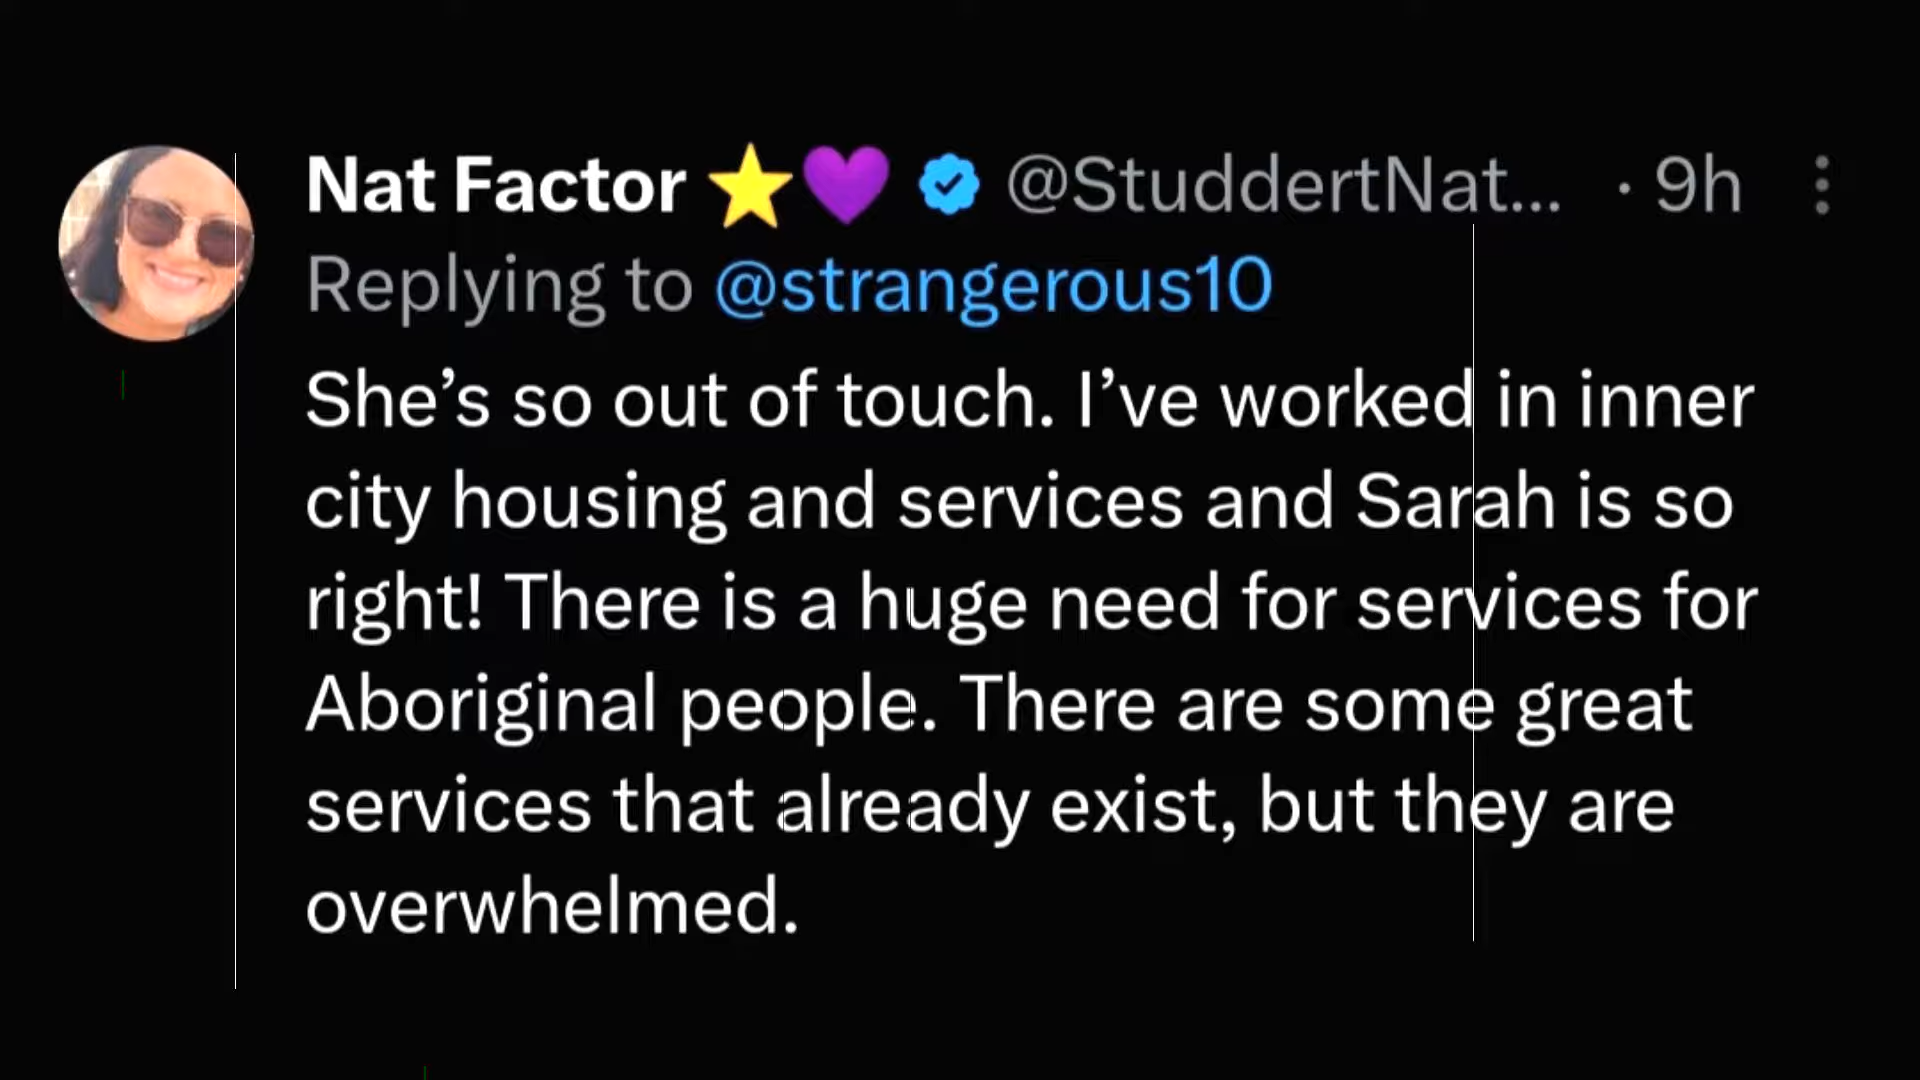 Nat Factor ⭐💜 @StuddertNat... · 9h
Replying to @strangerous10
She’s so out of touch. I’ve worked in inner
city housing and services and Sarah is so
right! There is a huge need for services for
Aboriginal people. There are some great
services that already exist, but they are
overwhelmed.